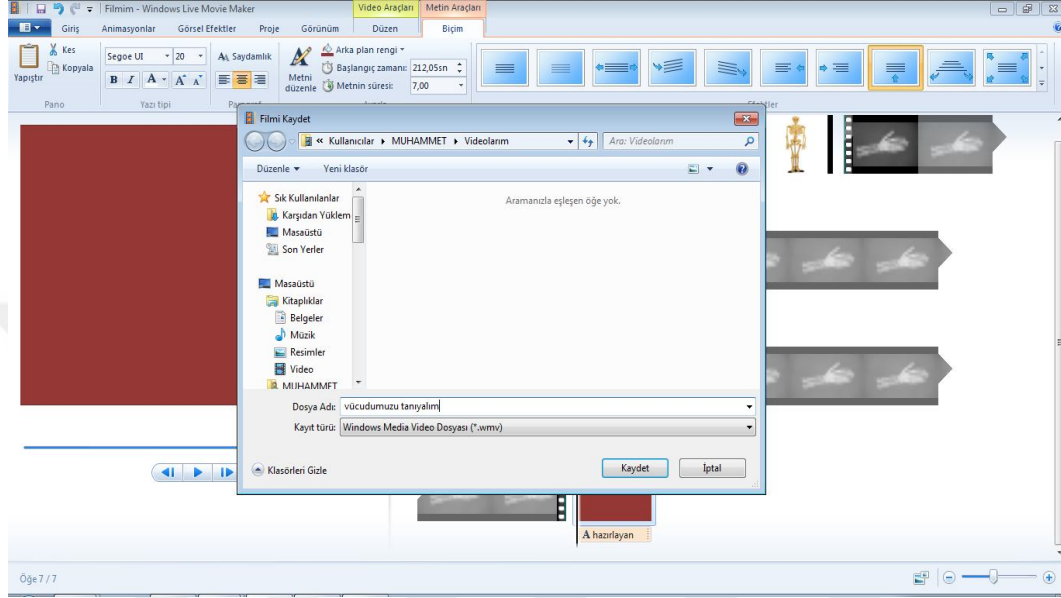 Filmim - Windows Live Movie Maker
Video Araçları
Metin Araçları
Giriş
Animasyonlar
Görsel Efektler
Proje
Görünüm
Düzen
Biçim
Yapıştır
Kes
Kopyala
Pano
Segoe UI
20
B I A A A
Yazı tipi
A Saydamlık
Metni düzenle
Arka plan rengi
Başlangıç zamanı: 212,05sn
Metnin süresi: 7,00
Filmi Kaydet
« Kullanıcılar ▸ MUHAMMET ▸ Videolarım
Ara: Videolarım
Düzenle
Yeni klasör
Sık Kullanılanlar
Karşıdan Yüklem
Masaüstü
Son Yerler
Masaüstü
Kitaplıklar
Belgeler
Müzik
Resimler
Video
MUHAMMET
Aramanızla eşleşen öğe yok.
Dosya Adı: vücudumuzu tanıyalım
Kayıt türü: Windows Media Video Dosyası (*.wmv)
Klasörleri Gizle
Kaydet
İptal
A hazırlayan
Öğe 7 / 7